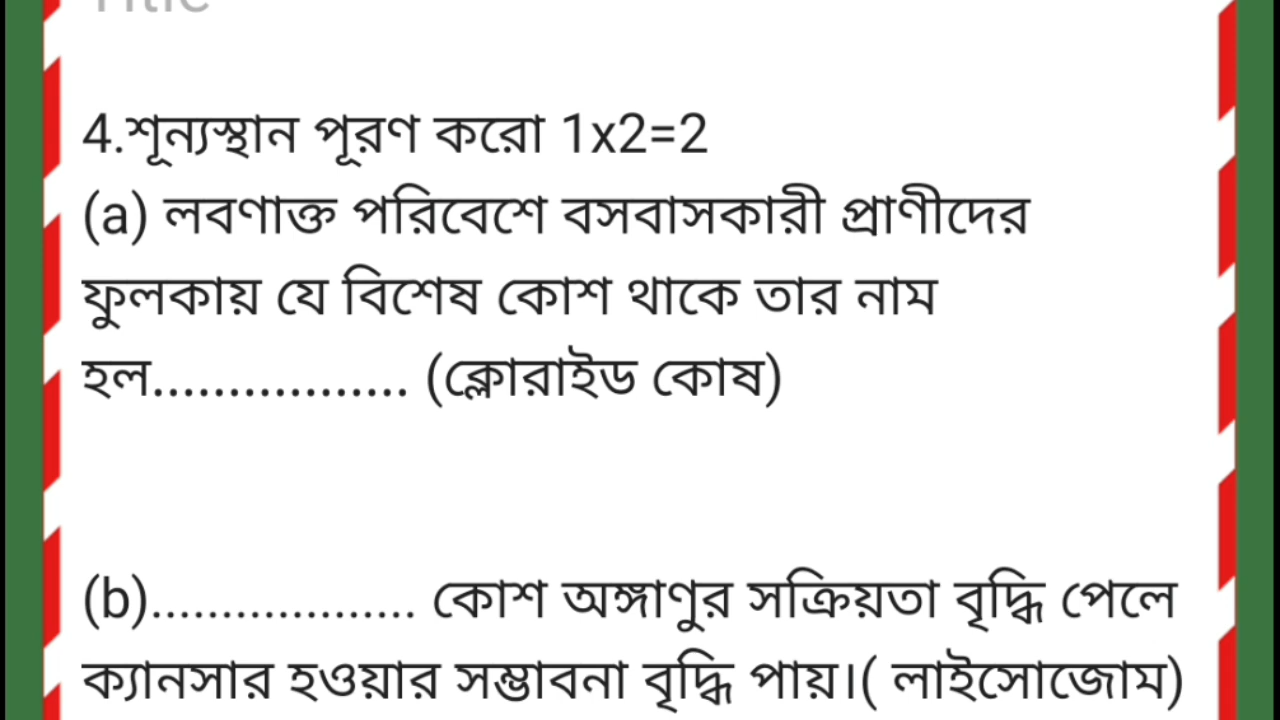 Title
4.শূন্যস্থান পূরণ করো 1x2=2
(a) লবণাক্ত পরিবেশে বসবাসকারী প্রাণীদের
ফুলকায় যে বিশেষ কোশ থাকে তার নাম
হল................. (ক্লোরাইড কোষ)
(b)................... কোশ অঙ্গাণুর সক্রিয়তা বৃদ্ধি পেলে
ক্যানসার হওয়ার সম্ভাবনা বৃদ্ধি পায়।( লাইসোজোম)